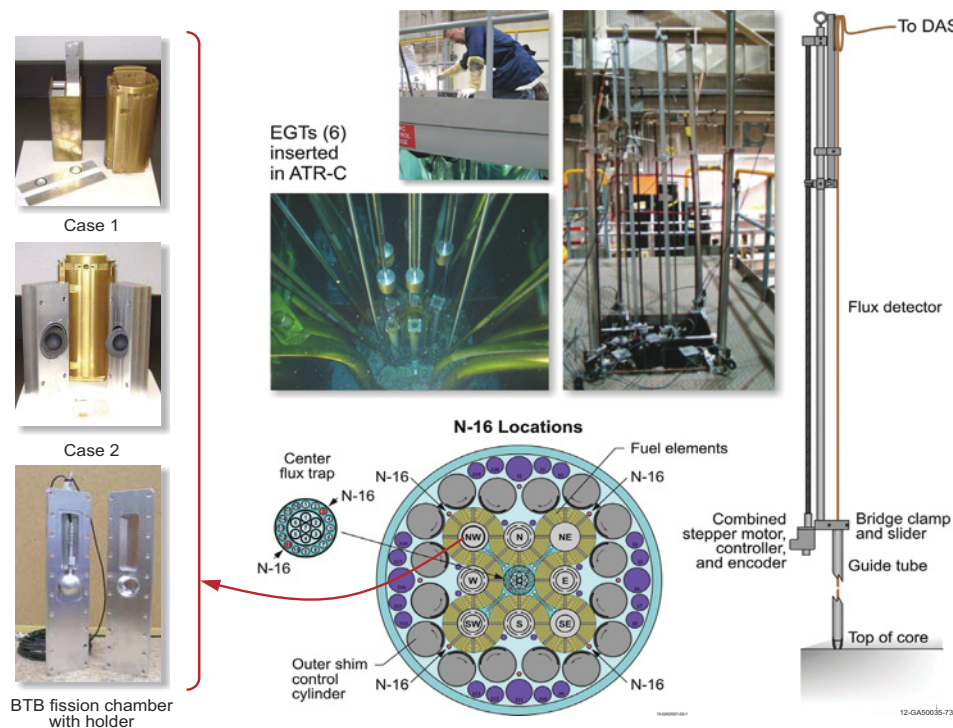 Case 1
Case 2
BTB fission chamber
with holder
EGTs (6)
inserted
in ATR-C
N-16 Locations
Center
flux trap
N-16
N-16
Fuel elements
N-16
N-16
NW
N
NE
W
E
SW
S
SE
Outer shim
control
cylinder
N-16
N-16
To DAS
Flux detector
Combined
stepper motor,
controller,
and encoder
Bridge clamp
and slider
Guide tube
Top of core
12-GA50035-73